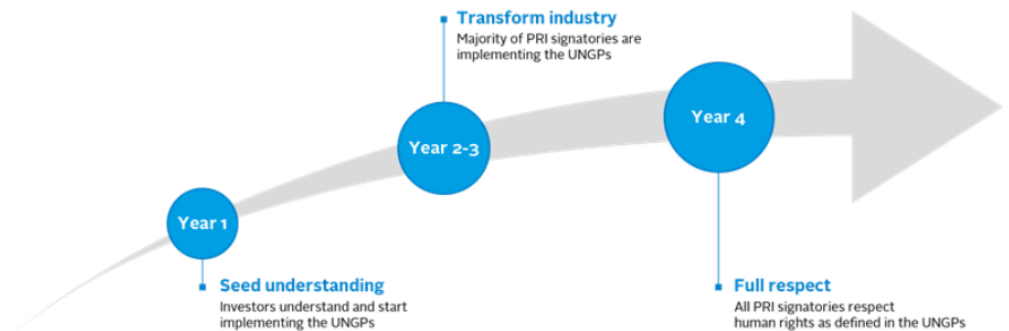 Transform industry
Majority of PRI signatories are
implementing the UNGPs
Year 4
Year 2-3
Year 1
Seed understanding
Investors understand and start
implementing the UNGPs
Full respect
All PRI signatories respect
human rights as defined in the UNGPs